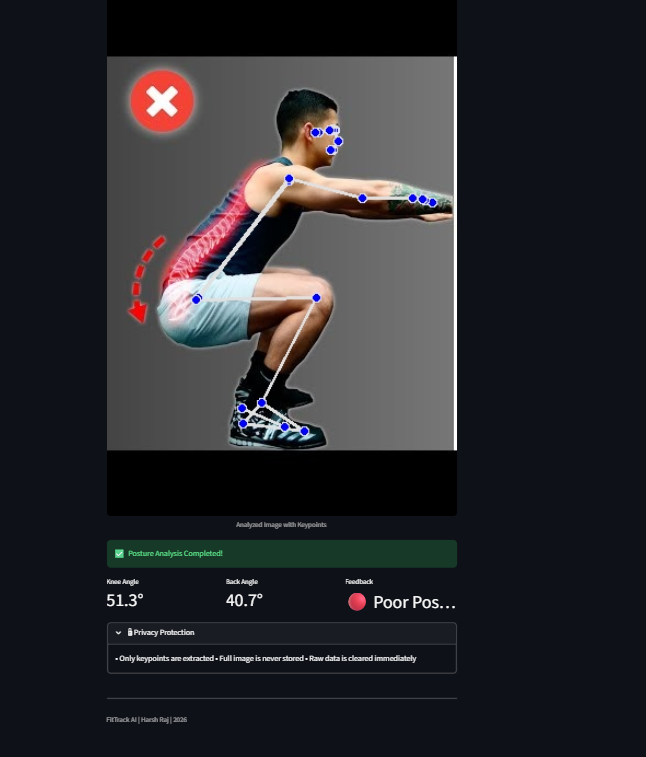 Analyzed Image with Keypoints
✅ Posture Analysis Completed!
Knee Angle
Back Angle
Feedback
51.3°
40.7°
🔴 Poor Pos...
🔒 Privacy Protection
• Only keypoints are extracted • Full image is never stored • Raw data is cleared immediately
FitTrack AI | Harsh Raj | 2026